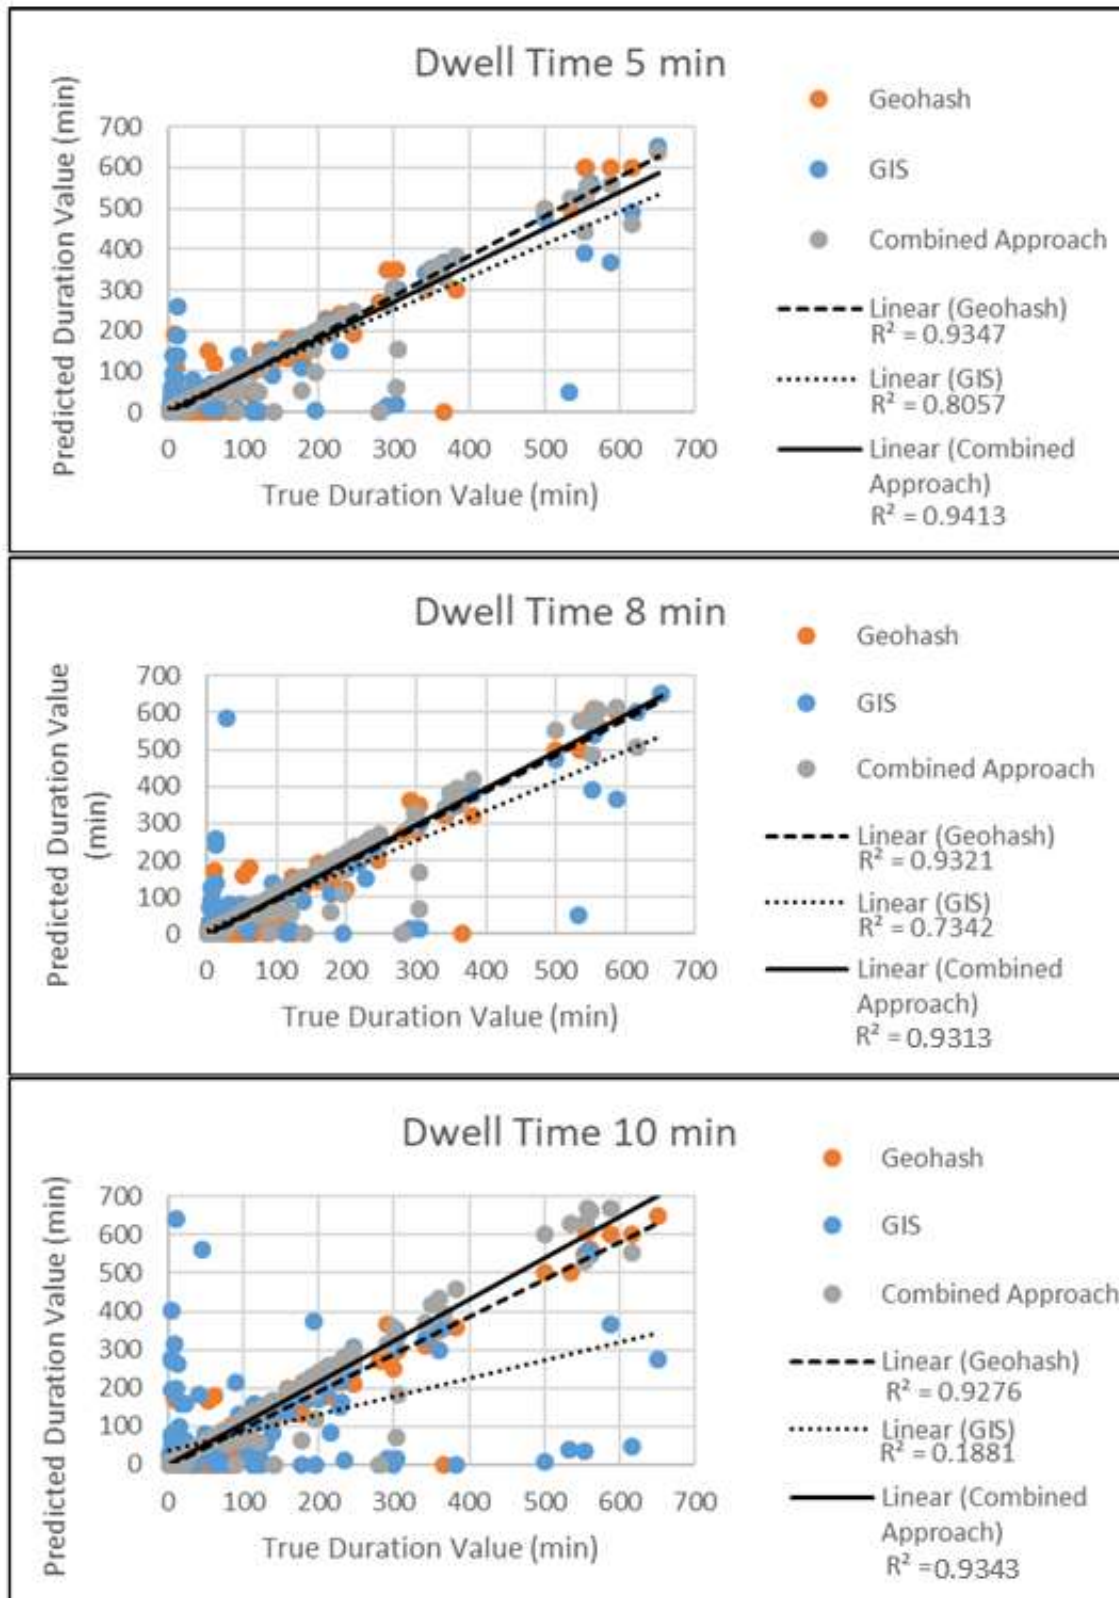 Dwell Time 5 min
Predicted Duration Value (min)
700
600
500
400
300
200
100
0
0 100 200 300 400 500 600 700
True Duration Value (min)
Geohash
GIS
Combined Approach
Linear (Geohash)
R² = 0.9347
Linear (GIS)
R² = 0.8057
Linear (Combined
Approach)
R² = 0.9413
Dwell Time 8 min
Predicted Duration Value
(min)
700
600
500
400
300
200
100
0
0 100 200 300 400 500 600 700
True Duration Value (min)
Geohash
GIS
Combined Approach
Linear (Geohash)
R² = 0.9321
Linear (GIS)
R² = 0.7342
Linear (Combined
Approach)
R² = 0.9313
Dwell Time 10 min
Predicted Duration Value (min)
700
600
500
400
300
200
100
0
0 100 200 300 400 500 600 700
True Duration Value (min)
Geohash
GIS
Combined Approach
Linear (Geohash)
R² = 0.9276
Linear (GIS)
R² = 0.1881
Linear (Combined
Approach)
R² =0.9343